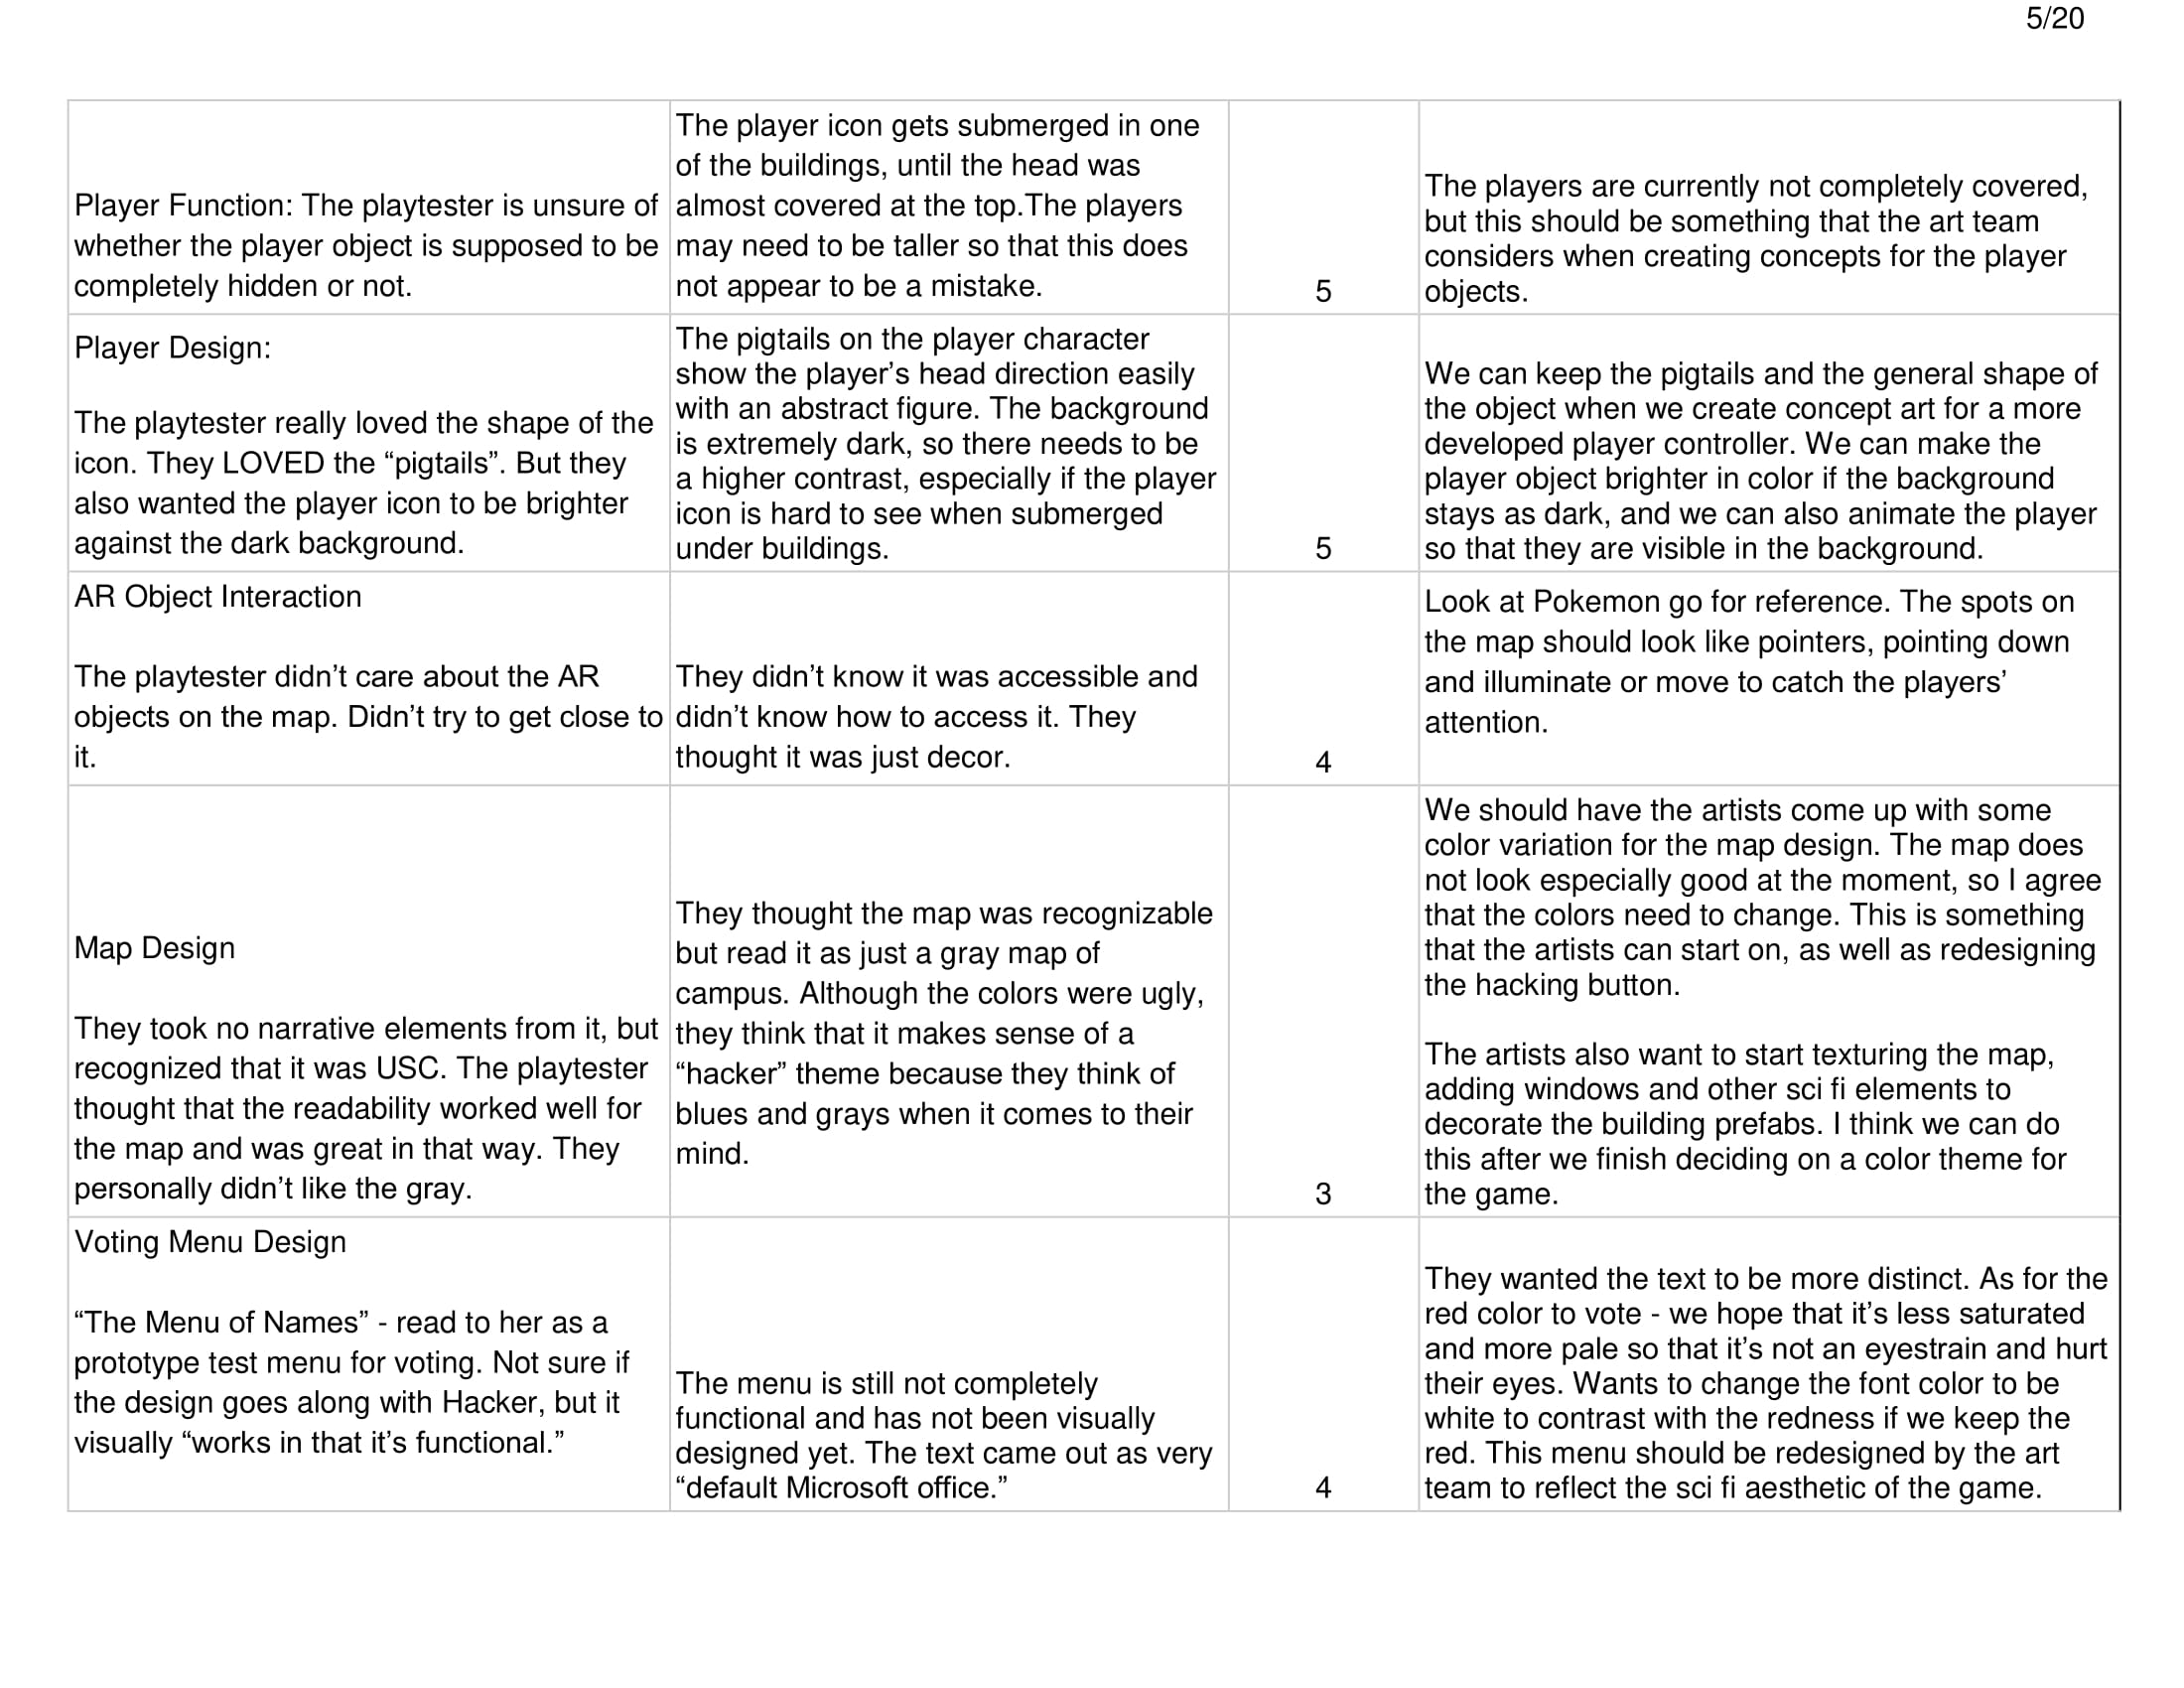 5/20
Player Function: The playtester is unsure of
whether the player object is supposed to be
completely hidden or not.
The player icon gets submerged in one
of the buildings, until the head was
almost covered at the top.The players
may need to be taller so that this does
not appear to be a mistake.
5
The players are currently not completely covered,
but this should be something that the art team
considers when creating concepts for the player
objects.
Player Design:
The playtester really loved the shape of the
icon. They LOVED the “pigtails”. But they
also wanted the player icon to be brighter
against the dark background.
The pigtails on the player character
show the player’s head direction easily
with an abstract figure. The background
is extremely dark, so there needs to be
a higher contrast, especially if the player
icon is hard to see when submerged
under buildings.
5
We can keep the pigtails and the general shape of
the object when we create concept art for a more
developed player controller. We can make the
player object brighter in color if the background
stays as dark, and we can also animate the player
so that they are visible in the background.
AR Object Interaction
The playtester didn’t care about the AR
objects on the map. Didn’t try to get close to
it.
They didn’t know it was accessible and
didn’t know how to access it. They
thought it was just decor.
4
Look at Pokemon go for reference. The spots on
the map should look like pointers, pointing down
and illuminate or move to catch the players’
attention.
Map Design
They took no narrative elements from it, but
recognized that it was USC. The playtester
thought that the readability worked well for
the map and was great in that way. They
personally didn’t like the gray.
They thought the map was recognizable
but read it as just a gray map of
campus. Although the colors were ugly,
they think that it makes sense of a
“hacker” theme because they think of
blues and grays when it comes to their
mind.
3
We should have the artists come up with some
color variation for the map design. The map does
not look especially good at the moment, so I agree
that the colors need to change. This is something
that the artists can start on, as well as redesigning
the hacking button.
The artists also want to start texturing the map,
adding windows and other sci fi elements to
decorate the building prefabs. I think we can do
this after we finish deciding on a color theme for
the game.
Voting Menu Design
“The Menu of Names” - read to her as a
prototype test menu for voting. Not sure if
the design goes along with Hacker, but it
visually “works in that it’s functional.”
The menu is still not completely
functional and has not been visually
designed yet. The text came out as very
“default Microsoft office.”
4
They wanted the text to be more distinct. As for the
red color to vote - we hope that it’s less saturated
and more pale so that it’s not an eyestrain and hurt
their eyes. Wants to change the font color to be
white to contrast with the redness if we keep the
red. This menu should be redesigned by the art
team to reflect the sci fi aesthetic of the game.